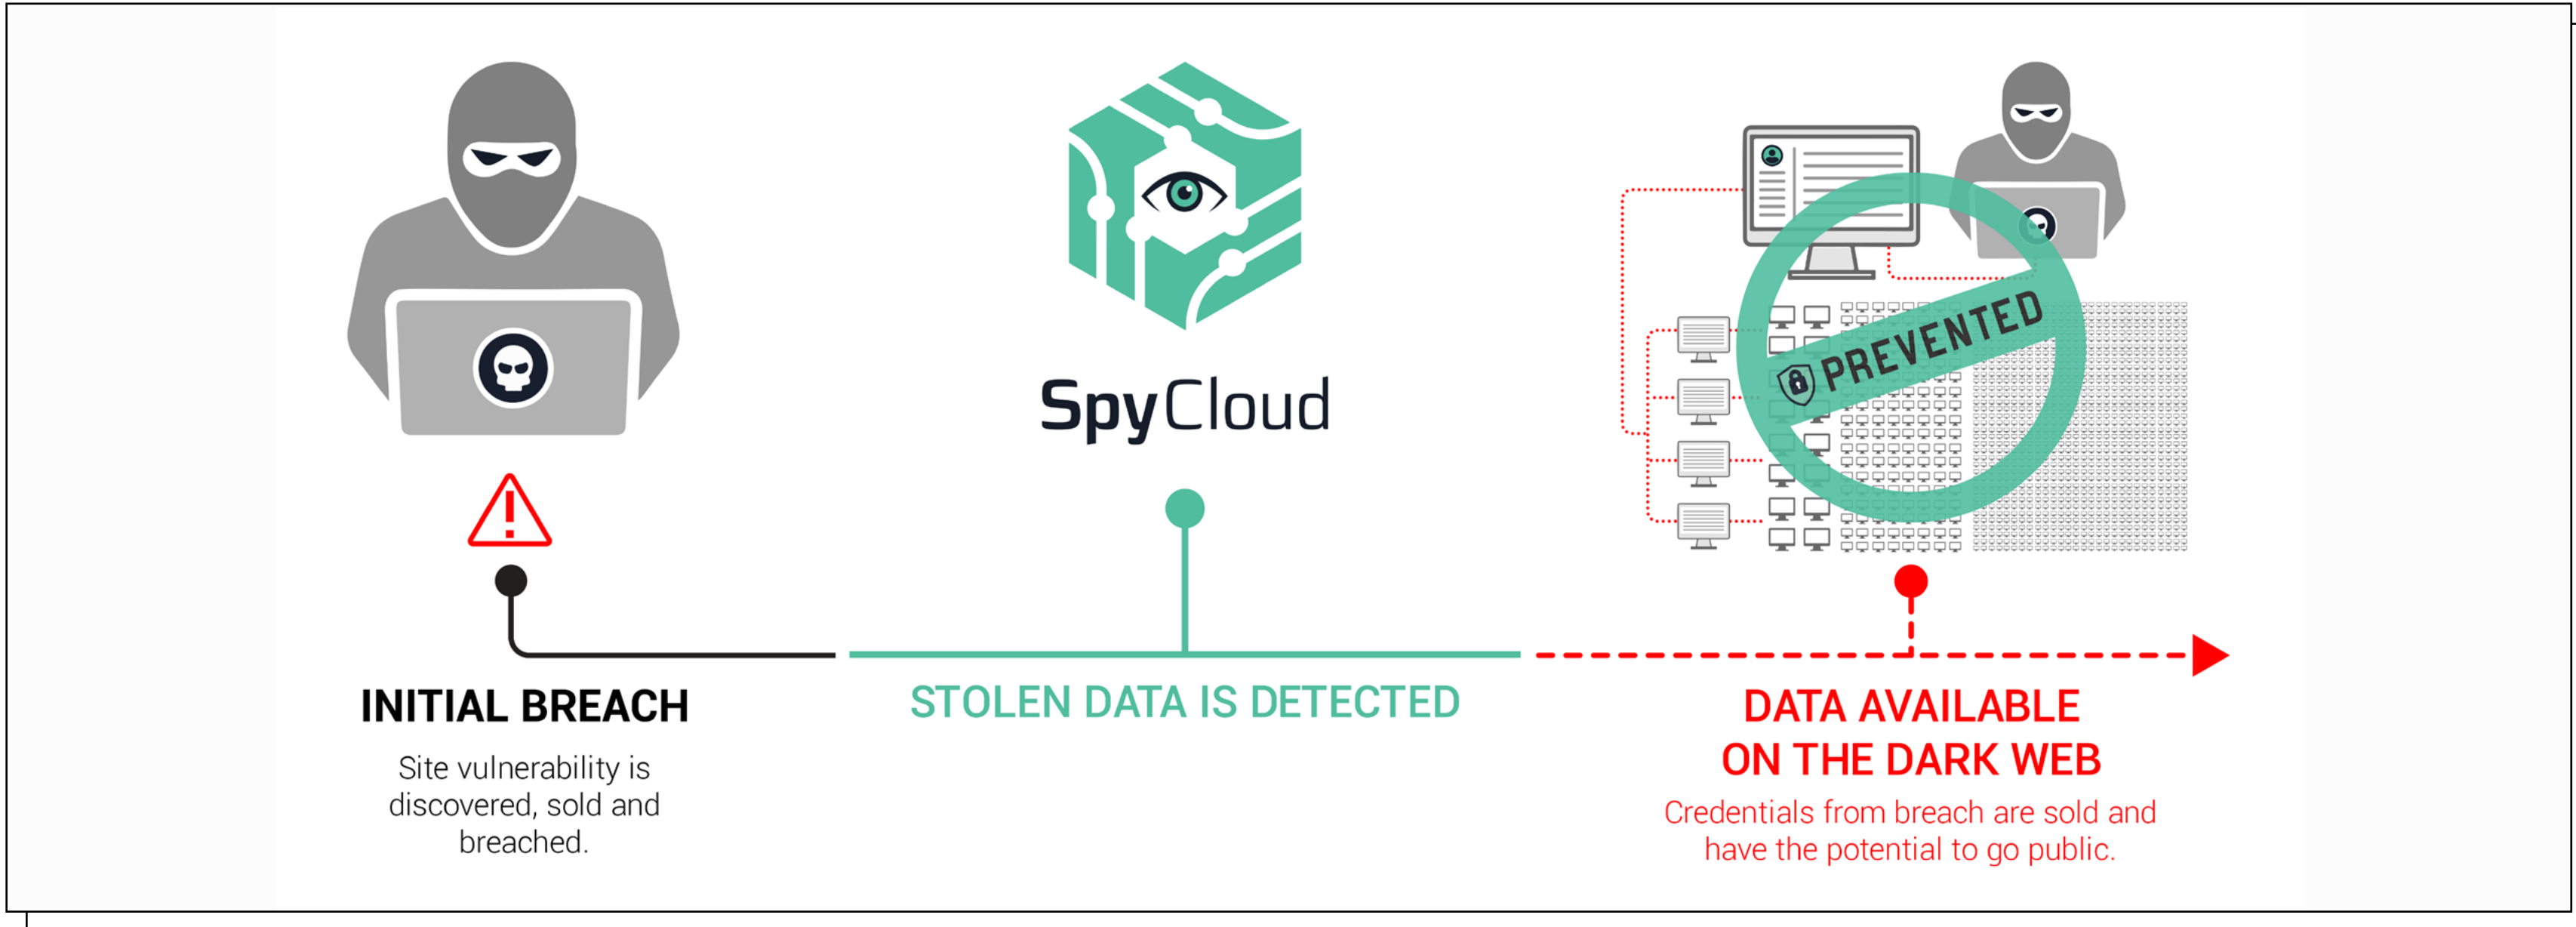 SpyCloud
PREVENTED
INITIAL BREACH
Site vulnerability is
discovered, sold and
breached.
STOLEN DATA IS DETECTED
DATA AVAILABLE
ON THE DARK WEB
Credentials from breach are sold and
have the potential to go public.